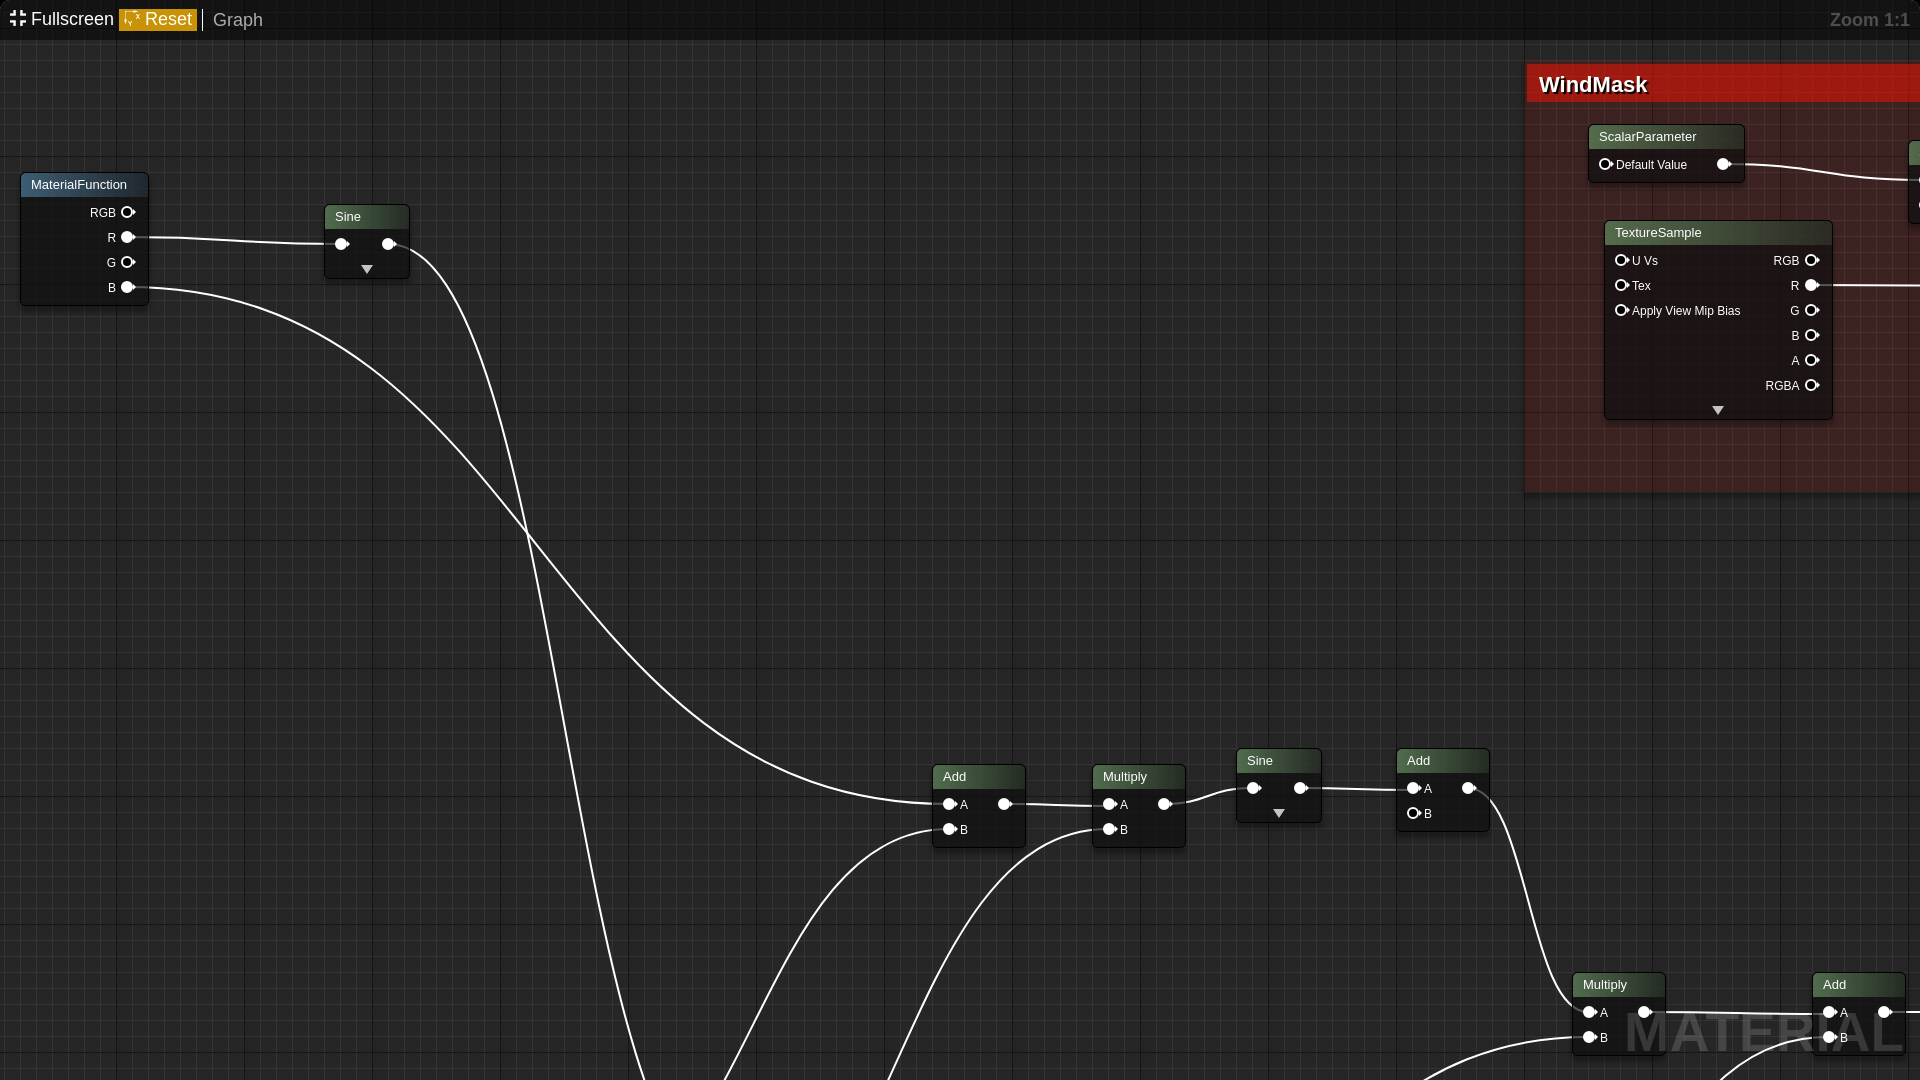 Fullscreen Reset Graph Zoom 1:1
WindMask
ScalarParameter
Default Value
MaterialFunction
RGB
R
G
B
Sine
TextureSample
U Vs RGB
Tex R
Apply View Mip Bias G
B
A
RGBA
Add
A
B
Multiply
A
B
Sine
Add
A
B
Multiply
A
B
Add
A
B
MATERIAL